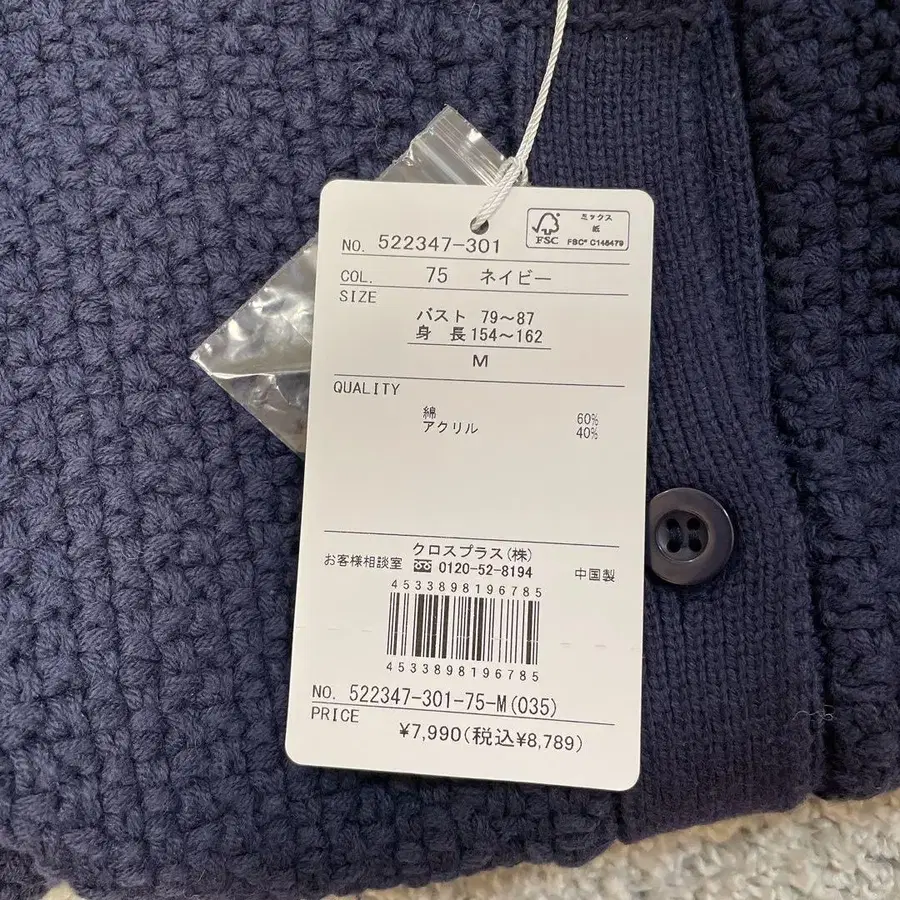 NO. 522347-301
FSC
ミックス
紙
FSC® C145479
COL. 75 ネイビー
SIZE
バスト 79～87
身 長 154～162
M
QUALITY
綿 60%
アクリル 40%
クロスプラス(株)
お客様相談室 0120-52-8194 中国製
4533898196785
4533898196785
NO. 522347-301-75-M(035)
PRICE
¥7,990(税込¥8,789)